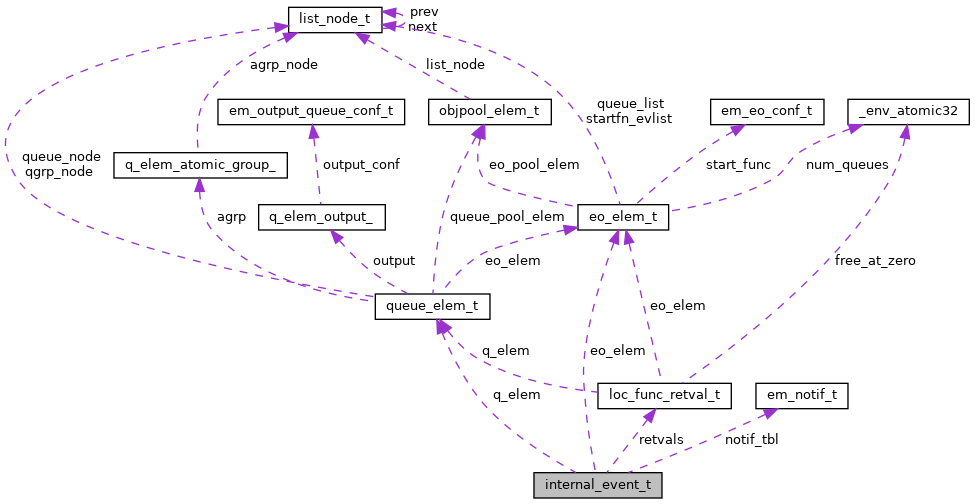 prev
list_node_t
next
agrp_node
list_node
queue_list
startfn_evlist
em_output_queue_conf_t
objpool_elem_t
em_eo_conf_t
_env_atomic32
queue_node
qgrp_node
q_elem_atomic_group_
output_conf
eo_pool_elem
start_func
num_queues
agrp
q_elem_output_
queue_pool_elem
eo_elem_t
output
eo_elem
free_at_zero
queue_elem_t
eo_elem
q_elem
eo_elem
q_elem
loc_func_retval_t
em_notif_t
retvals
notif_tbl
internal_event_t